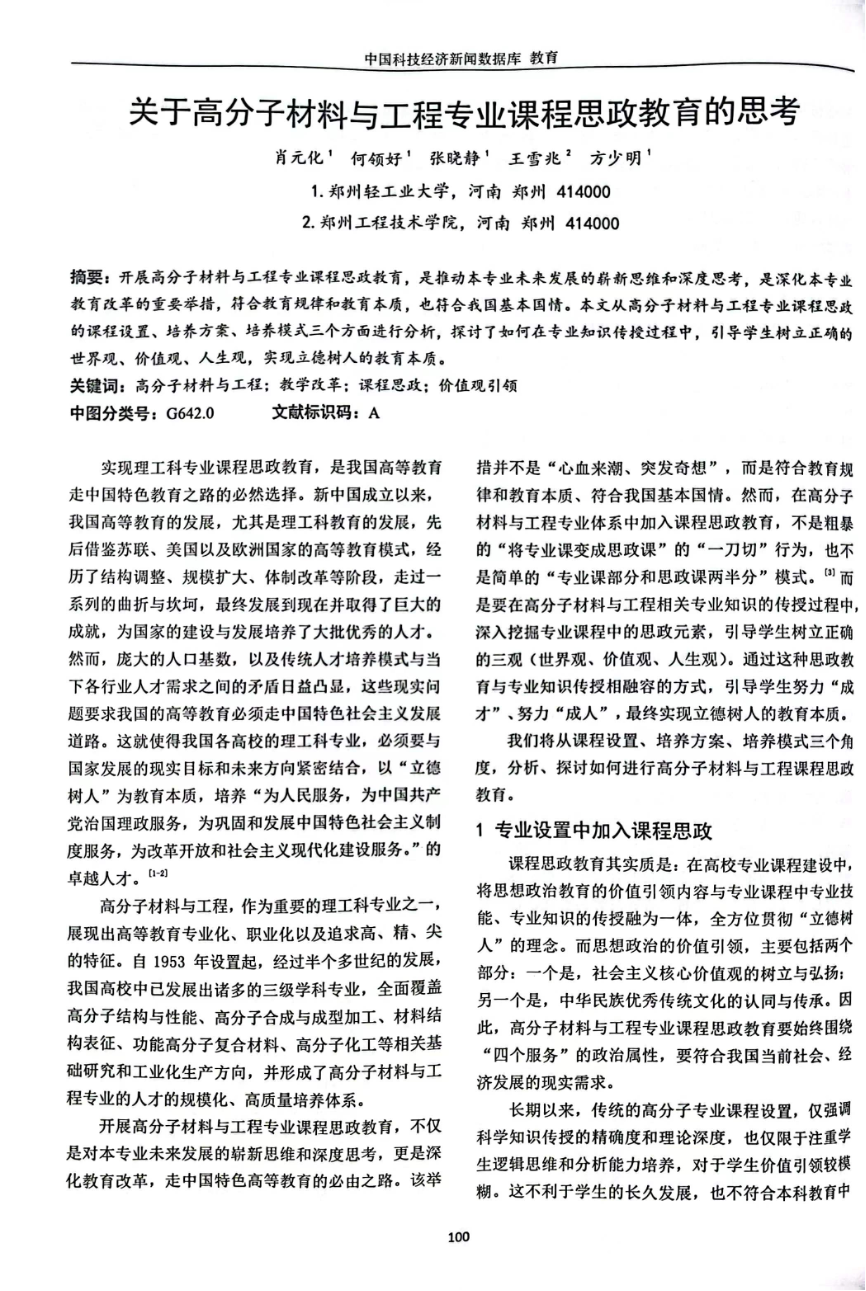 中国科技经济新闻数据库 教育
关于高分子材料与工程专业课程思政教育的思考
肖元化¹ 何领好¹ 张晓静¹ 王雪兆² 方少明¹
1.郑州轻工业大学，河南 郑州 414000
2.郑州工程技术学院，河南 郑州 414000
摘要：开展高分子材料与工程专业课程思政教育，是推动本专业未来发展的崭新思维和深度思考，是深化本专业
教育改革的重要举措，符合教育规律和教育本质，也符合我国基本国情。本文从高分子材料与工程专业课程思政
的课程设置、培养方案、培养模式三个方面进行分析，探讨了如何在专业知识传授过程中，引导学生树立正确的
世界观、价值观、人生观，实现立德树人的教育本质。
关键词：高分子材料与工程；教学改革；课程思政；价值观引领
中图分类号：G642.0 文献标识码：A
实现理工科专业课程思政教育，是我国高等教育
走中国特色教育之路的必然选择。新中国成立以来，
我国高等教育的发展，尤其是理工科教育的发展，先
后借鉴苏联、美国以及欧洲国家的高等教育模式，经
历了结构调整、规模扩大、体制改革等阶段，走过一
系列的曲折与坎坷，最终发展到现在并取得了巨大的
成就，为国家的建设与发展培养了大批优秀的人才。
然而，庞大的人口基数，以及传统人才培养模式与当
下各行业人才需求之间的矛盾日益凸显，这些现实问
题要求我国的高等教育必须走中国特色社会主义发展
道路。这就使得我国各高校的理工科专业，必须要与
国家发展的现实目标和未来方向紧密结合，以“立德
树人”为教育本质，培养“为人民服务，为中国共产
党治国理政服务，为巩固和发展中国特色社会主义制
度服务，为改革开放和社会主义现代化建设服务。”的
卓越人才。[1-2]
高分子材料与工程，作为重要的理工科专业之一，
展现出高等教育专业化、职业化以及追求高、精、尖
的特征。自 1953 年设置起，经过半个多世纪的发展，
我国高校中已发展出诸多的三级学科专业，全面覆盖
高分子结构与性能、高分子合成与成型加工、材料结
构表征、功能高分子复合材料、高分子化工等相关基
础研究和工业化生产方向，并形成了高分子材料与工
程专业的人才的规模化、高质量培养体系。
开展高分子材料与工程专业课程思政教育，不仅
是对本专业未来发展的崭新思维和深度思考，更是深
化教育改革，走中国特色高等教育的必由之路。该举
措并不是“心血来潮、突发奇想”，而是符合教育规
律和教育本质、符合我国基本国情。然而，在高分子
材料与工程专业体系中加入课程思政教育，不是粗暴
的“将专业课变成思政课”的“一刀切”行为，也不
是简单的“专业课部分和思政课两半分”模式。[3]而
是要在高分子材料与工程相关专业知识的传授过程中，
深入挖掘专业课程中的思政元素，引导学生树立正确
的三观（世界观、价值观、人生观）。通过这种思政教
育与专业知识传授相融容的方式，引导学生努力“成
才”、努力“成人”，最终实现立德树人的教育本质。
我们将从课程设置、培养方案、培养模式三个角
度，分析、探讨如何进行高分子材料与工程课程思政
教育。
1 专业设置中加入课程思政
课程思政教育其实质是：在高校专业课程建设中，
将思想政治教育的价值引领内容与专业课程中专业技
能、专业知识的传授融为一体，全方位贯彻“立德树
人”的理念。而思想政治的价值引领，主要包括两个
部分：一个是，社会主义核心价值观的树立与弘扬；
另一个是，中华民族优秀传统文化的认同与传承。因
此，高分子材料与工程专业课程思政教育要始终围绕
“四个服务”的政治属性，要符合我国当前社会、经
济发展的现实需求。
长期以来，传统的高分子专业课程设置，仅强调
科学知识传授的精确度和理论深度，也仅限于注重学
生逻辑思维和分析能力培养，对于学生价值引领较模
糊。这不利于学生的长久发展，也不符合本科教育中
100